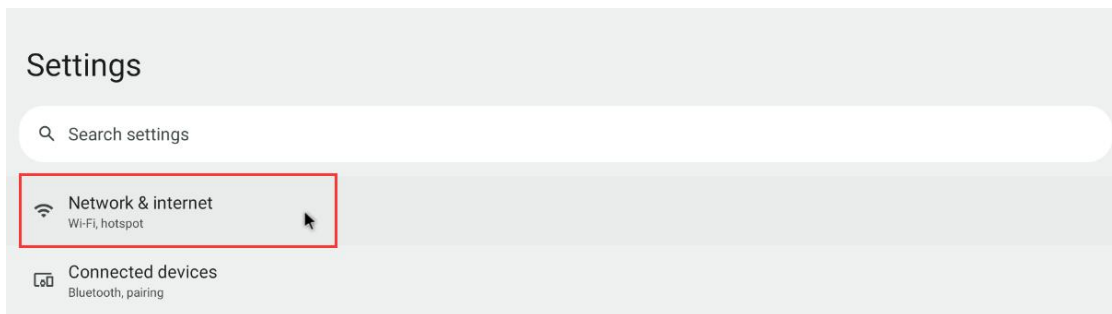 Settings
Search settings
Network & internet
Wi-Fi, hotspot
Connected devices
Bluetooth, pairing